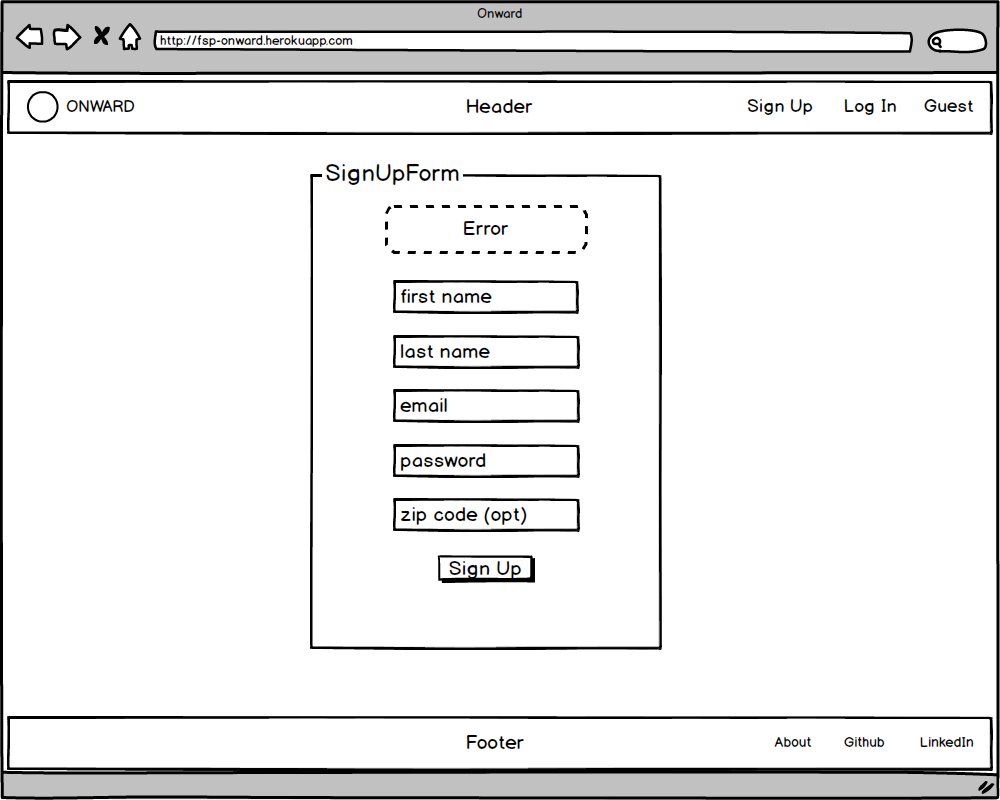 Onward
http://fsp-onward.herokuapp.com
ONWARD Header Sign Up Log In Guest
SignUpForm
Error
first name
last name
email
password
zip code (opt)
Sign Up
Footer About Github LinkedIn